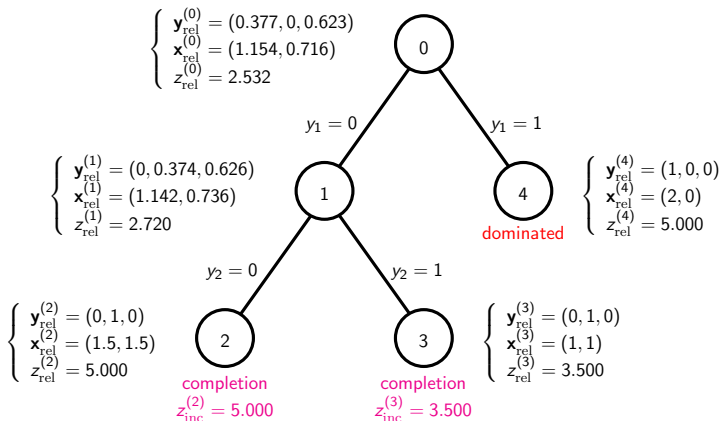 y_rel^(0) = (0.377, 0, 0.623)
x_rel^(0) = (1.154, 0.716)
z_rel^(0) = 2.532
0
y₁ = 0
y₁ = 1
y_rel^(1) = (0, 0.374, 0.626)
x_rel^(1) = (1.142, 0.736)
z_rel^(1) = 2.720
1
4
dominated
y_rel^(4) = (1, 0, 0)
x_rel^(4) = (2, 0)
z_rel^(4) = 5.000
y₂ = 0
y₂ = 1
y_rel^(2) = (0, 1, 0)
x_rel^(2) = (1.5, 1.5)
z_rel^(2) = 5.000
2
completion
z_inc^(2) = 5.000
3
completion
z_inc^(3) = 3.500
y_rel^(3) = (0, 1, 0)
x_rel^(3) = (1, 1)
z_rel^(3) = 3.500